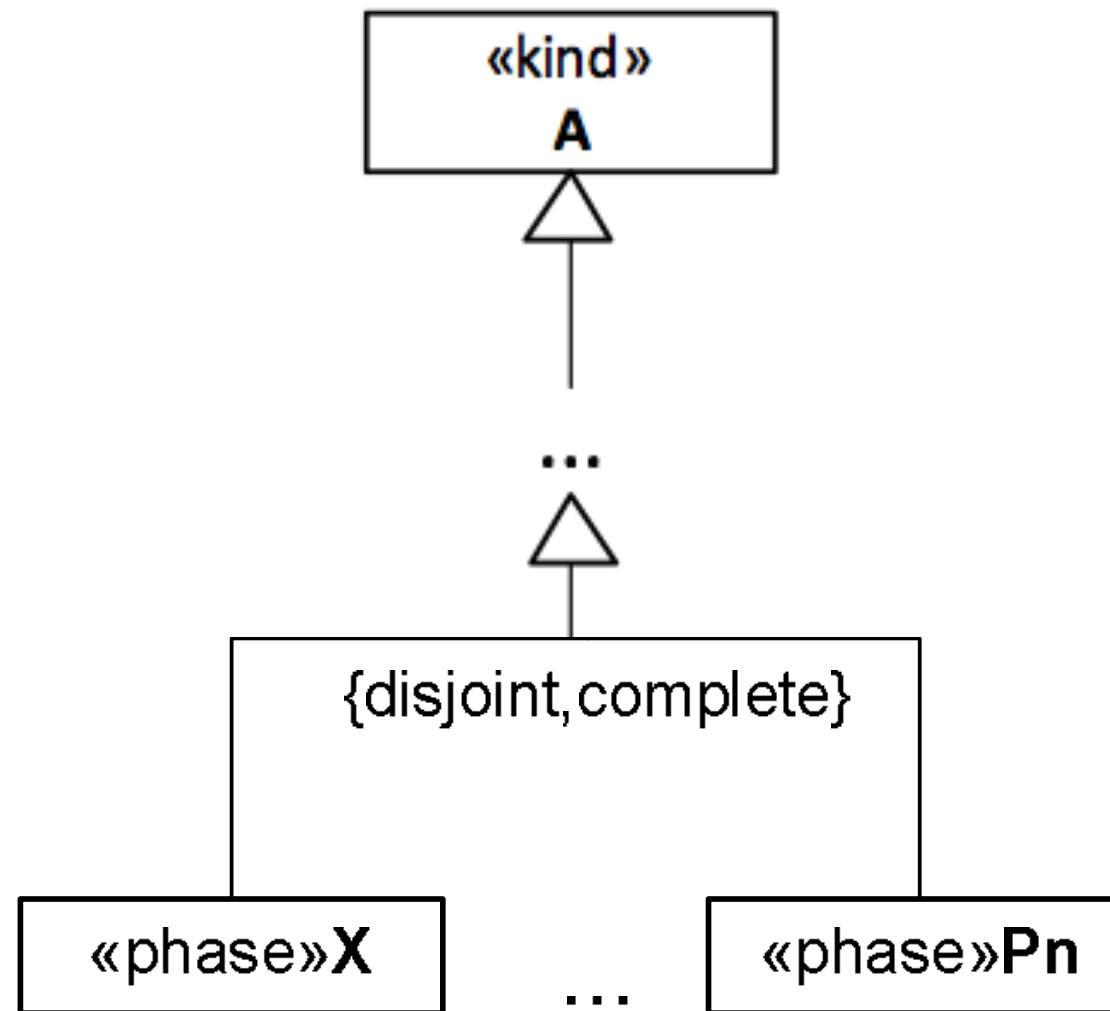 «kind»
A
...
{disjoint,complete}
«phase»X
...
«phase»Pn